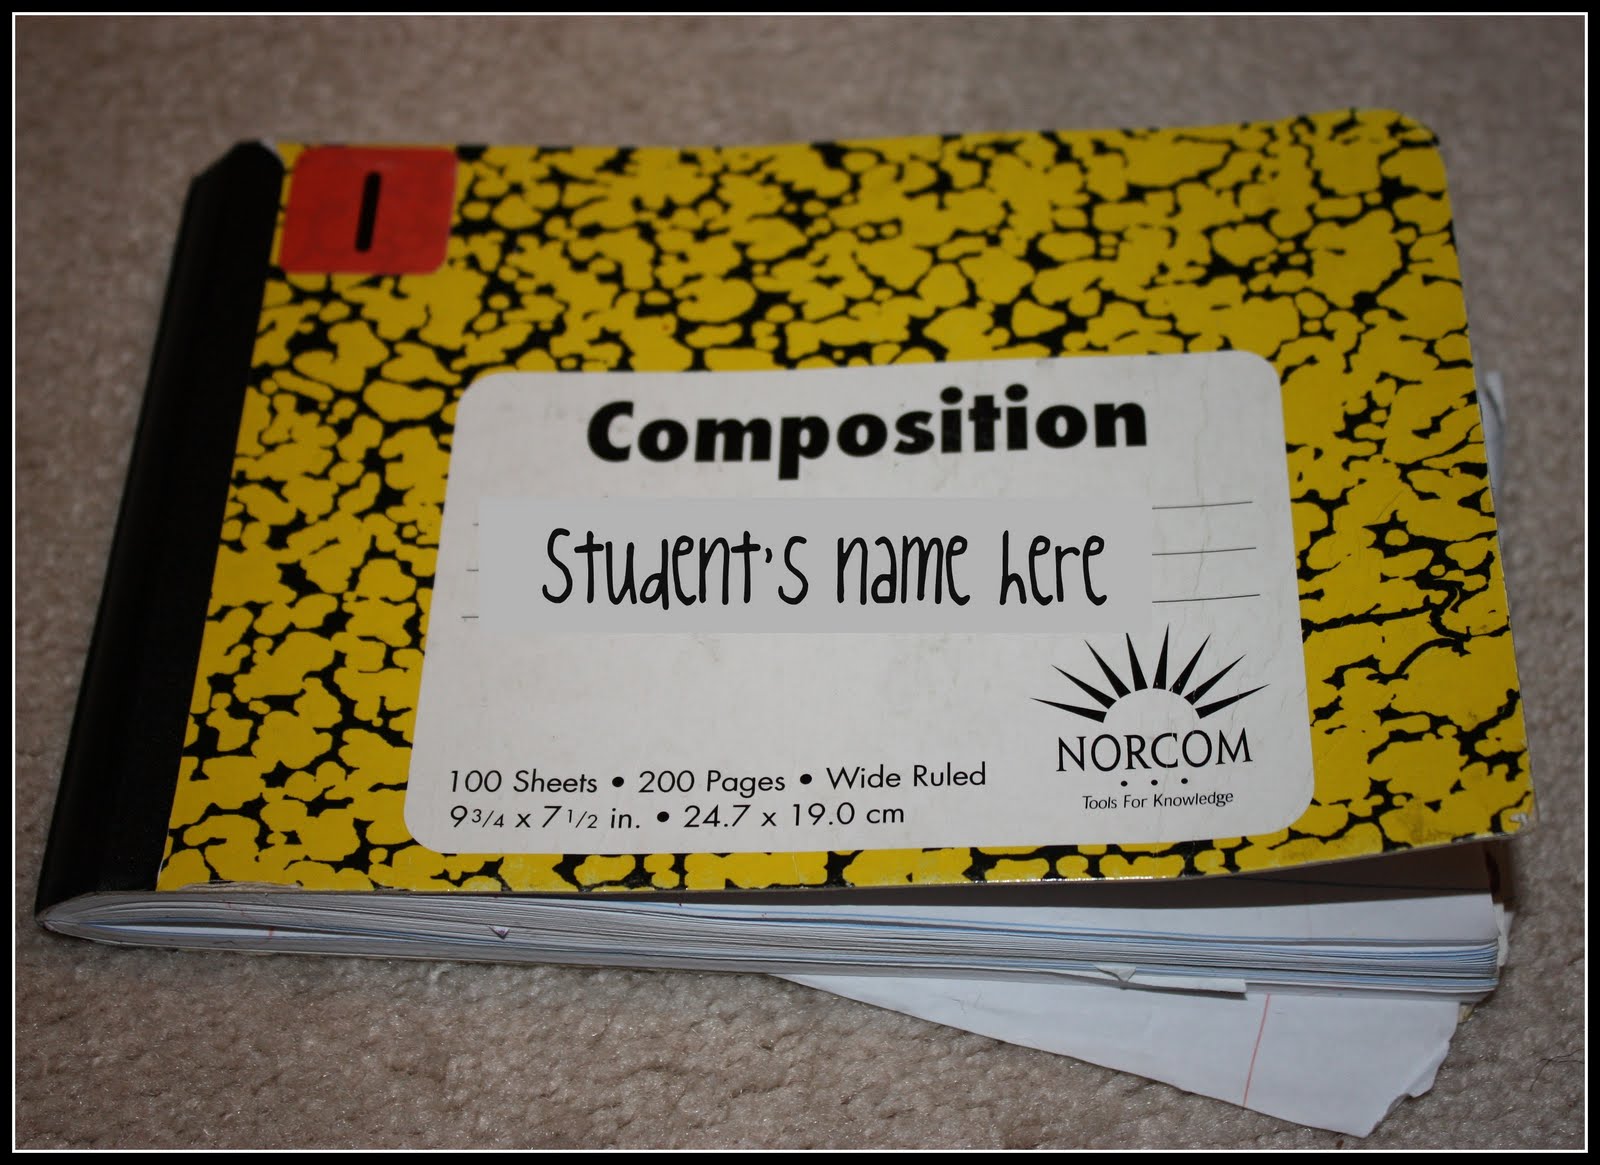 1
Composition
Student's name here
100 Sheets • 200 Pages • Wide Ruled
9 3/4 x 7 1/2 in. • 24.7 x 19.0 cm
NORCOM
Tools For Knowledge